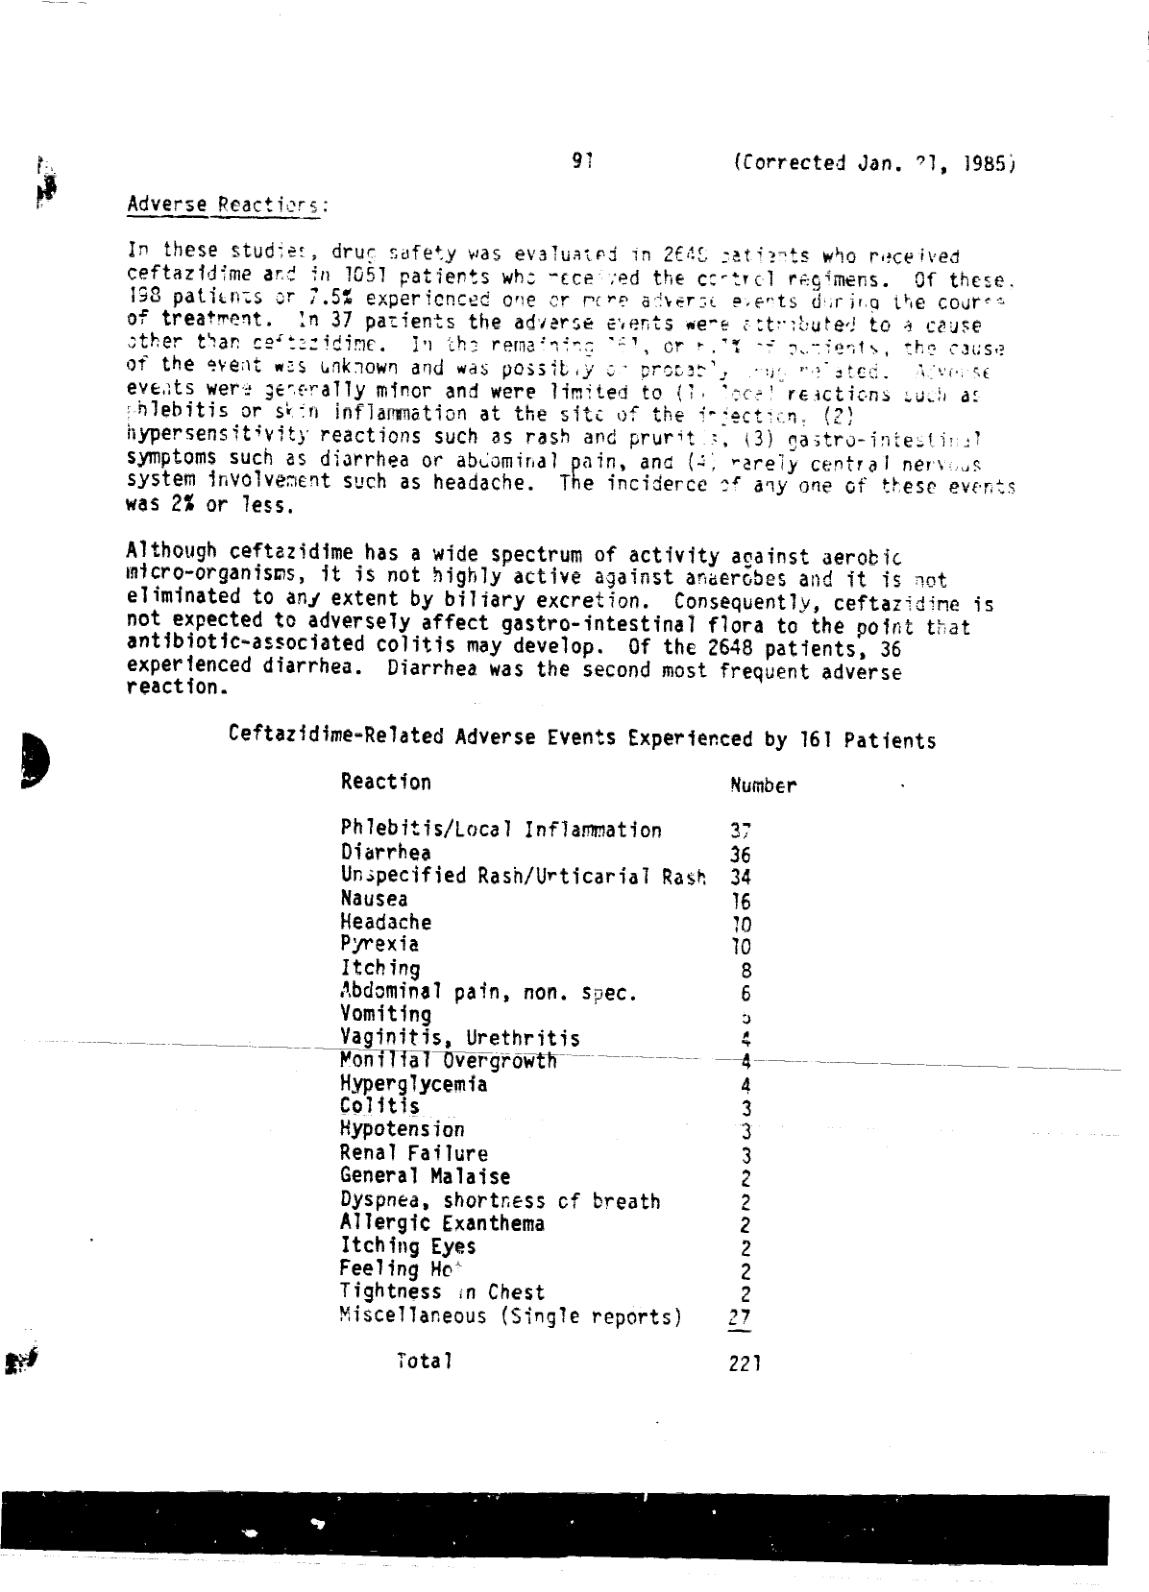 91 (Corrected Jan. 21, 1985)
Adverse Reactions:
In these studies, drug safety was evaluated in 2648 patients who received
ceftazidime and in 1051 patients who received the control regimens. Of these,
198 patients or 7.5% experienced one or more adverse events during the course
of treatment. In 37 patients the adverse events were attributed to a cause
other than ceftazidime. In the remaining 161, or patients, the cause
of the event was unknown and was possibly or probably drug related. Adverse
events were generally minor and were limited to (1) local reactions such as
phlebitis or skin inflammation at the site of the injection, (2)
hypersensitivity reactions such as rash and pruritis, (3) gastro-intestinal
symptoms such as diarrhea or abdominal pain, and (4) rarely central nervous
system involvement such as headache. The incidence of any one of these events
was 2% or less.
Although ceftazidime has a wide spectrum of activity against aerobic
micro-organisms, it is not highly active against anaerobes and it is not
eliminated to any extent by biliary excretion. Consequently, ceftazidime is
not expected to adversely affect gastro-intestinal flora to the point that
antibiotic-associated colitis may develop. Of the 2648 patients, 36
experienced diarrhea. Diarrhea was the second most frequent adverse
reaction.
Ceftazidime-Related Adverse Events Experienced by 161 Patients
Reaction Number
Phlebitis/Local Inflammation 37
Diarrhea 36
Unspecified Rash/Urticarial Rash 34
Nausea 16
Headache 10
Pyrexia 10
Itching 8
Abdominal pain, non. spec. 6
Vomiting
Vaginitis, Urethritis 4
Monilial Overgrowth 4
Hyperglycemia 4
Colitis 3
Hypotension 3
Renal Failure 3
General Malaise 2
Dyspnea, shortness of breath 2
Allergic Exanthema 2
Itching Eyes 2
Feeling Hot 2
Tightness in Chest 2
Miscellaneous (Single reports) 27
Total 221